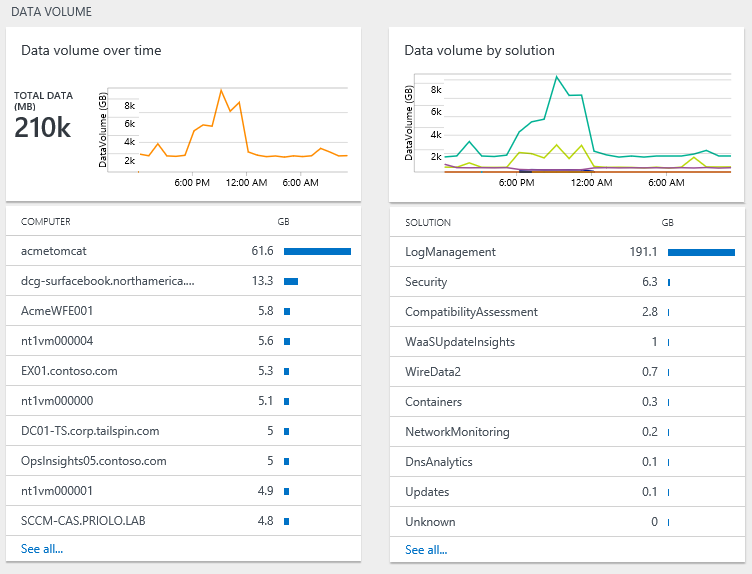 DATA VOLUME
Data volume over time
TOTAL DATA
(MB)
210k
DataVolume (GB)
8k
6k
4k
2k
6:00 PM 12:00 AM 6:00 AM
COMPUTER GB
acmetomcat 61.6
dcg-surfacebook.northamerica.... 13.3
AcmeWFE001 5.8
nt1vm000004 5.6
EX01.contoso.com 5.3
nt1vm000000 5.1
DC01-TS.corp.tailspin.com 5
OpsInsights05.contoso.com 5
nt1vm000001 4.9
SCCM-CAS.PRIOLO.LAB 4.8
See all...
Data volume by solution
DataVolume (GB)
8k
6k
4k
2k
6:00 PM 12:00 AM 6:00 AM
SOLUTION GB
LogManagement 191.1
Security 6.3
CompatibilityAssessment 2.8
WaaSUpdateInsights 1
WireData2 0.7
Containers 0.3
NetworkMonitoring 0.2
DnsAnalytics 0.1
Updates 0.1
Unknown 0
See all...